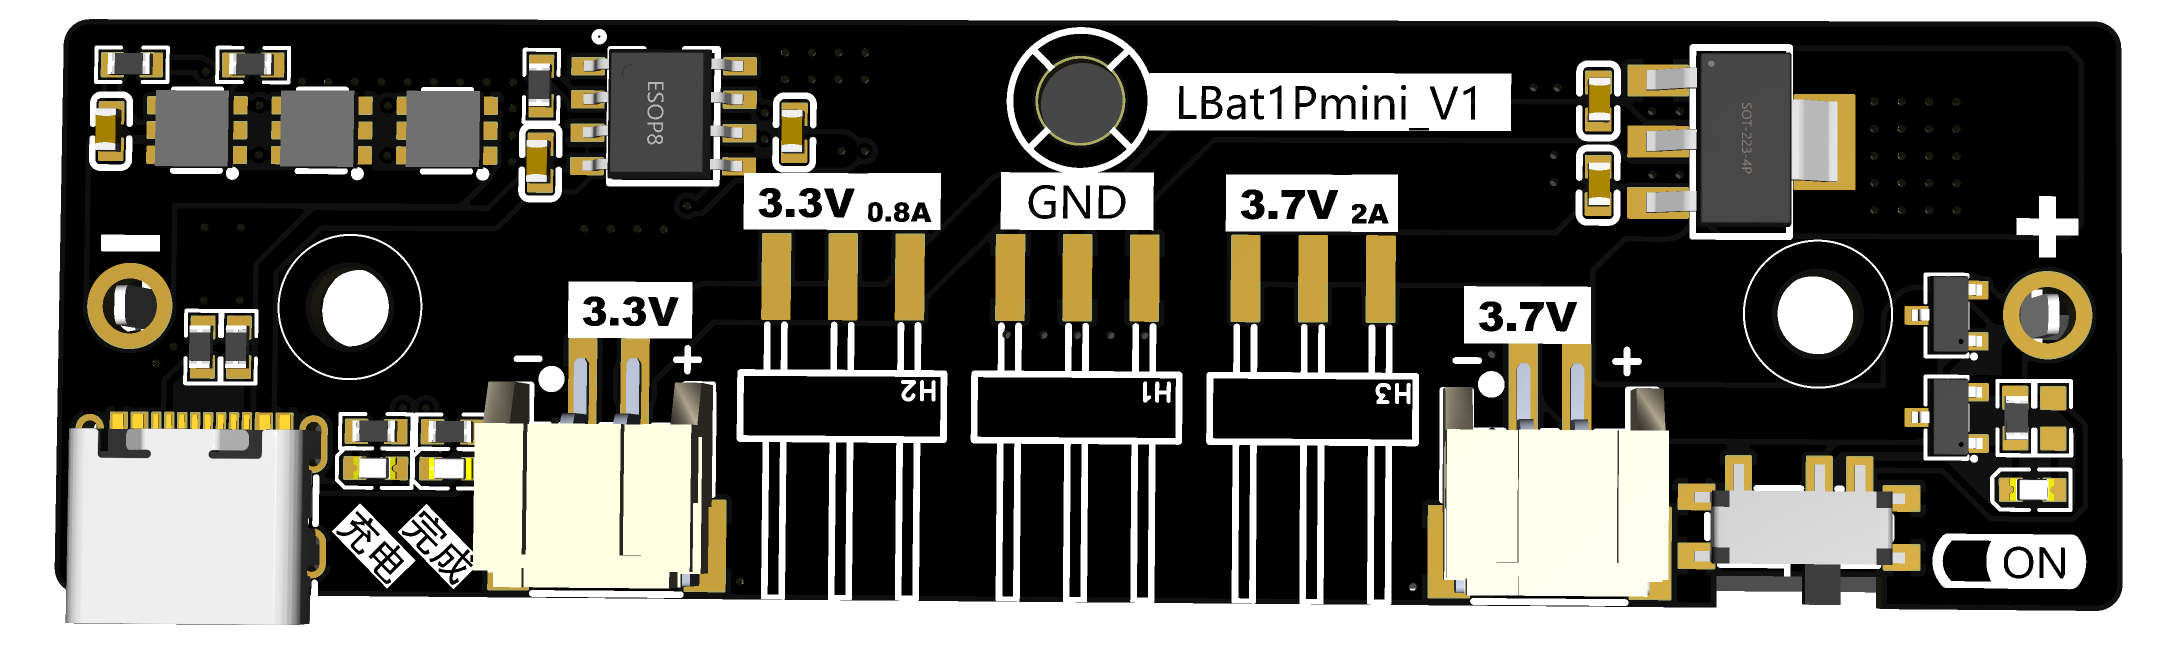 ESOP8
LBat1Pmini_V1
SOT-223-4P
3.3V 0.8A
GND
3.7V 2A
+
3.3V
3.7V
- +
- +
H2
H1
H3
充电
完成
ON